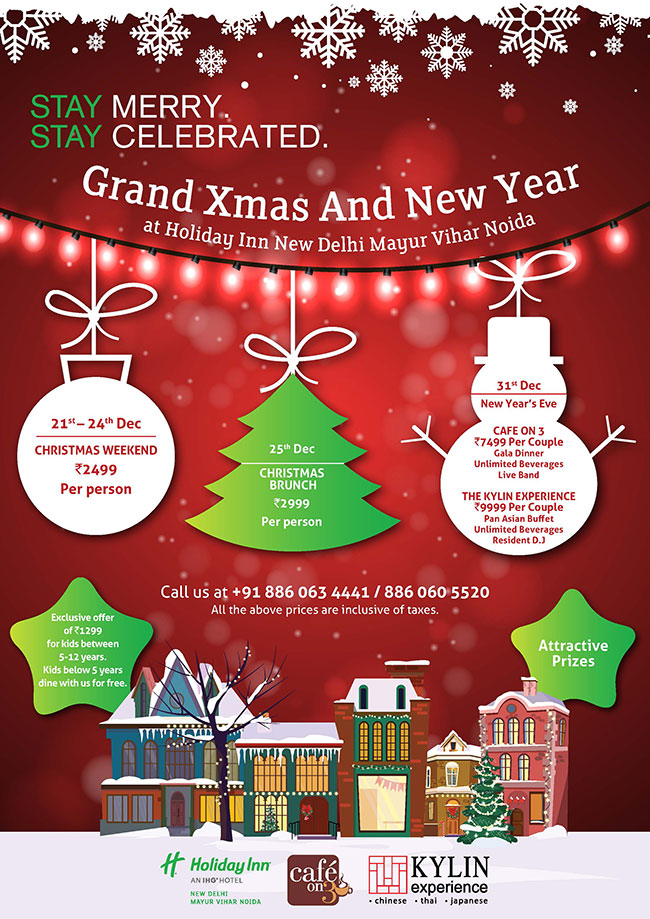 STAY MERRY.
STAY CELEBRATED.
Grand Xmas And New Year
at Holiday Inn New Delhi Mayur Vihar Noida
21st – 24th Dec
CHRISTMAS WEEKEND
₹2499
Per person
25th Dec
CHRISTMAS
BRUNCH
₹2999
Per person
31st Dec
New Year's Eve
CAFE ON 3
₹7499 Per Couple
Gala Dinner
Unlimited Beverages
Live Band
THE KYLIN EXPERIENCE
₹9999 Per Couple
Pan Asian Buffet
Unlimited Beverages
Resident D.J
Call us at +91 886 063 4441 / 886 060 5520
All the above prices are inclusive of taxes.
Exclusive offer
of ₹1299
for kids between
5-12 years.
Kids below 5 years
dine with us for free.
Attractive
Prizes
H Holiday Inn
AN IHG® HOTEL
NEW DELHI
MAYUR VIHAR NOIDA
café
on 3
KYLIN
experience
• chinese • thai • japanese